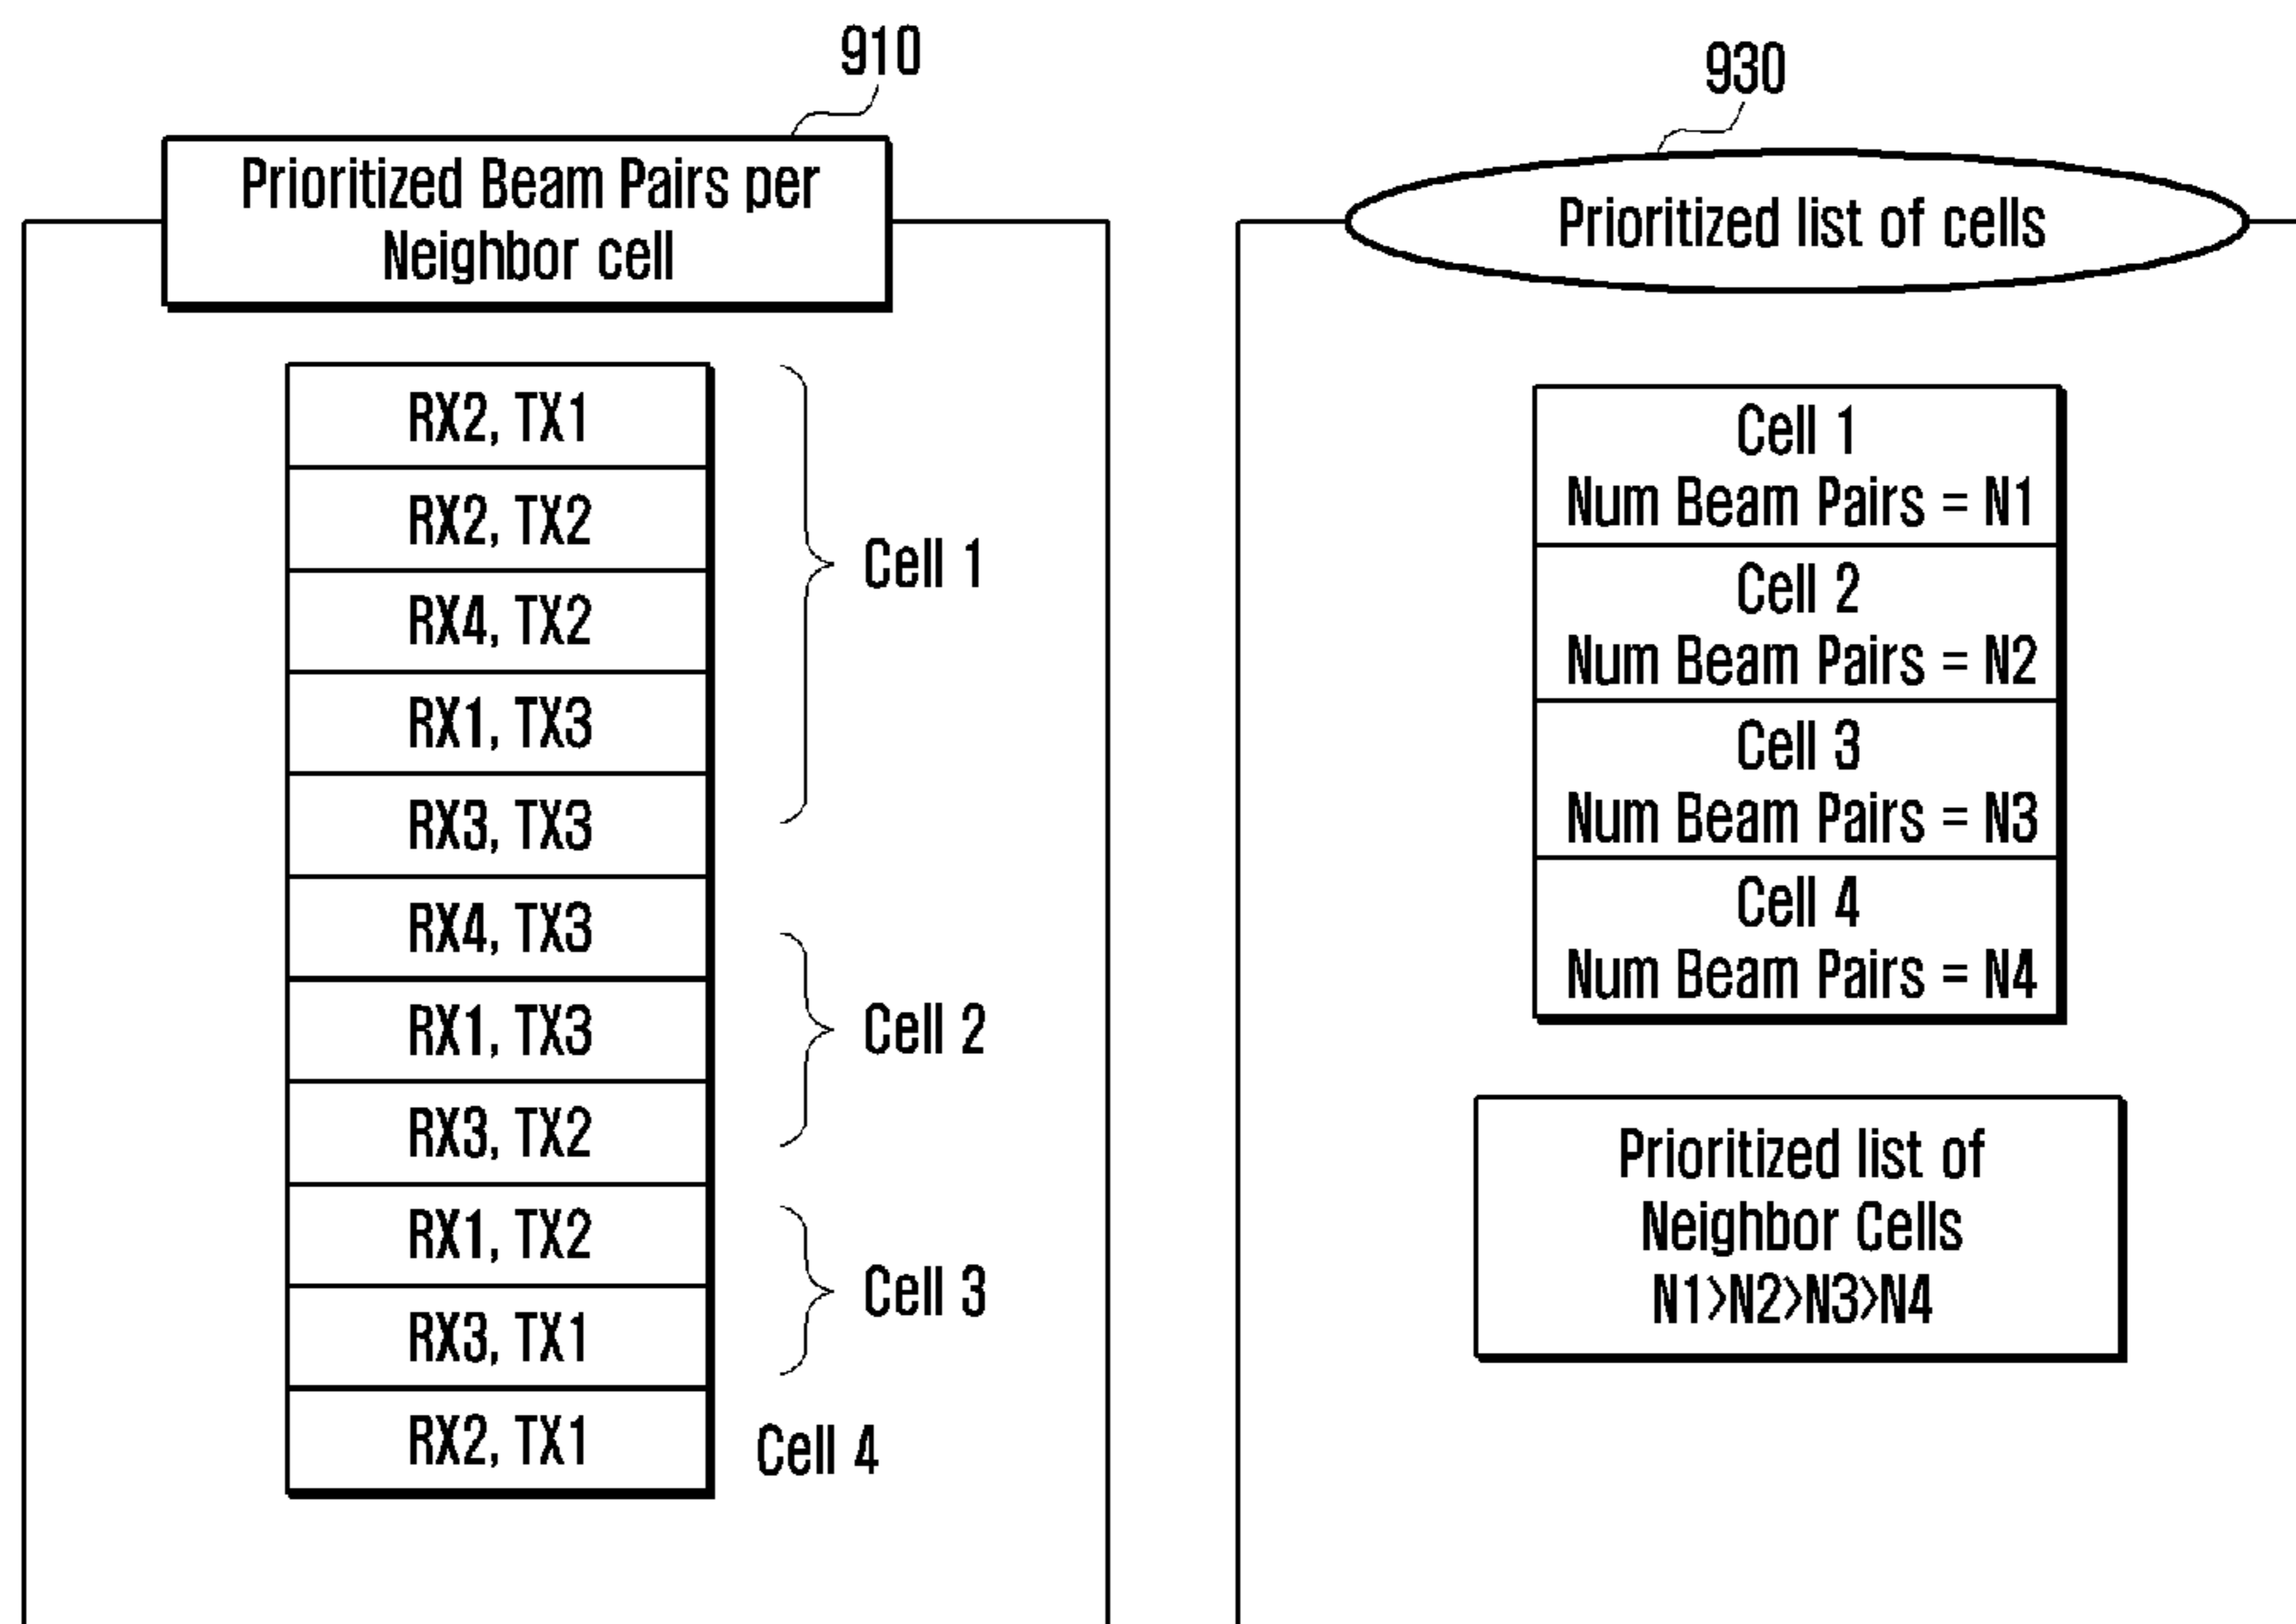 910
Prioritized Beam Pairs per
Neighbor cell
RX2, TX1
RX2, TX2
RX4, TX2
RX1, TX3
RX3, TX3
RX4, TX3
RX1, TX3
RX3, TX2
RX1, TX2
RX3, TX1
RX2, TX1
Cell 1
Cell 2
Cell 3
Cell 4
930
Prioritized list of cells
Cell 1
Num Beam Pairs = N1
Cell 2
Num Beam Pairs = N2
Cell 3
Num Beam Pairs = N3
Cell 4
Num Beam Pairs = N4
Prioritized list of
Neighbor Cells
N1>N2>N3>N4